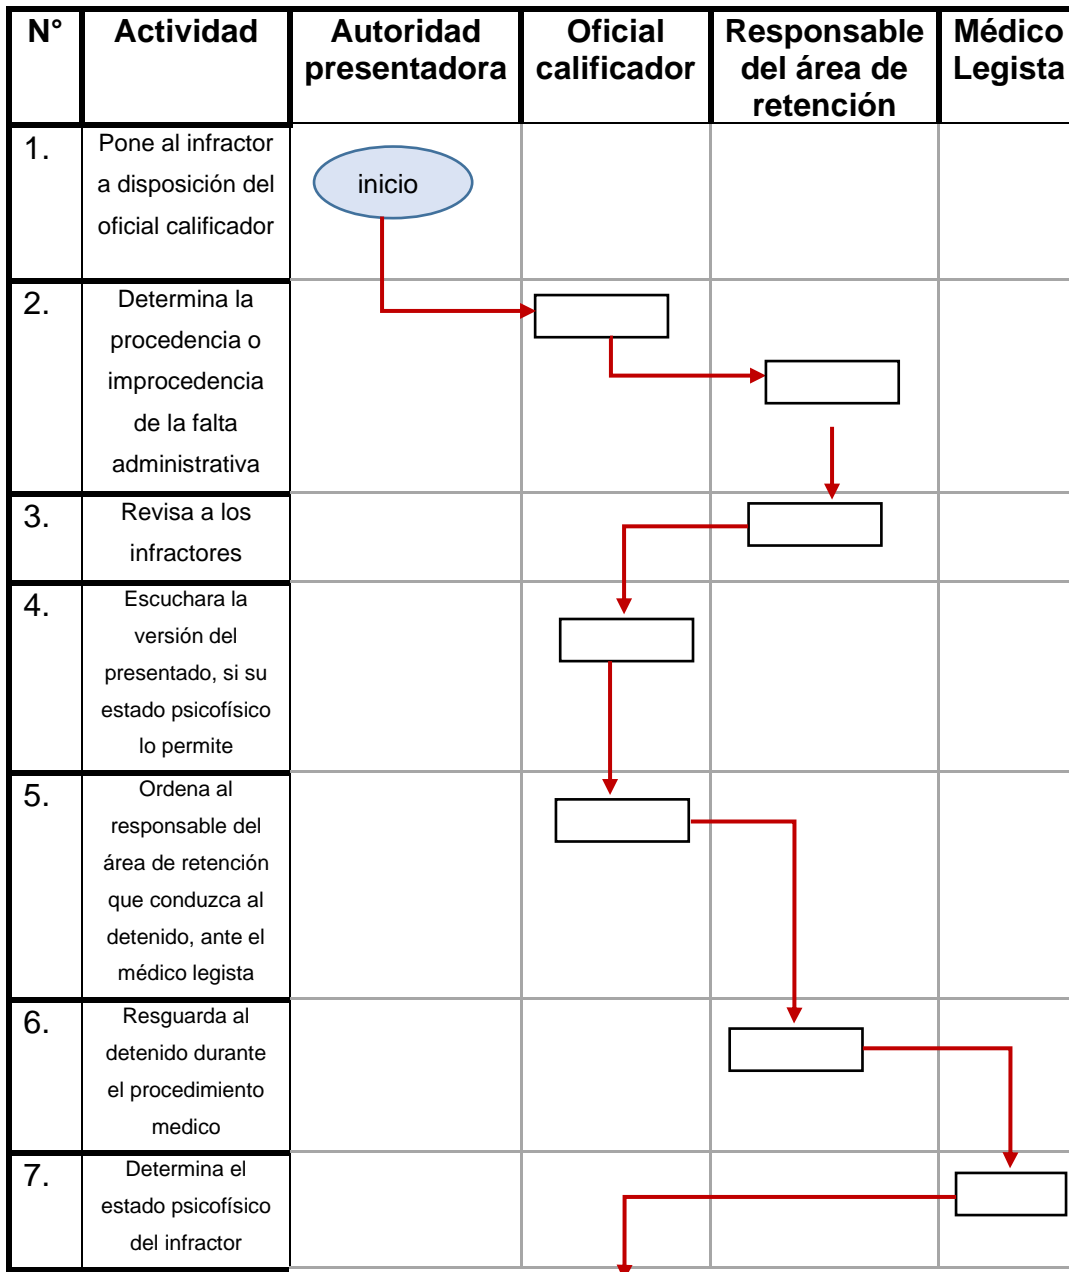 N°
Actividad
Autoridad
presentadora
Oficial
calificador
Responsable
del área de
retención
Médico
Legista
1.
Pone al infractor
a disposición del
oficial calificador
inicio
2.
Determina la
procedencia o
improcedencia
de la falta
administrativa
3.
Revisa a los
infractores
4.
Escuchara la
versión del
presentado, si su
estado psicofísico
lo permite
5.
Ordena al
responsable del
área de retención
que conduzca al
detenido, ante el
médico legista
6.
Resguarda al
detenido durante
el procedimiento
medico
7.
Determina el
estado psicofísico
del infractor